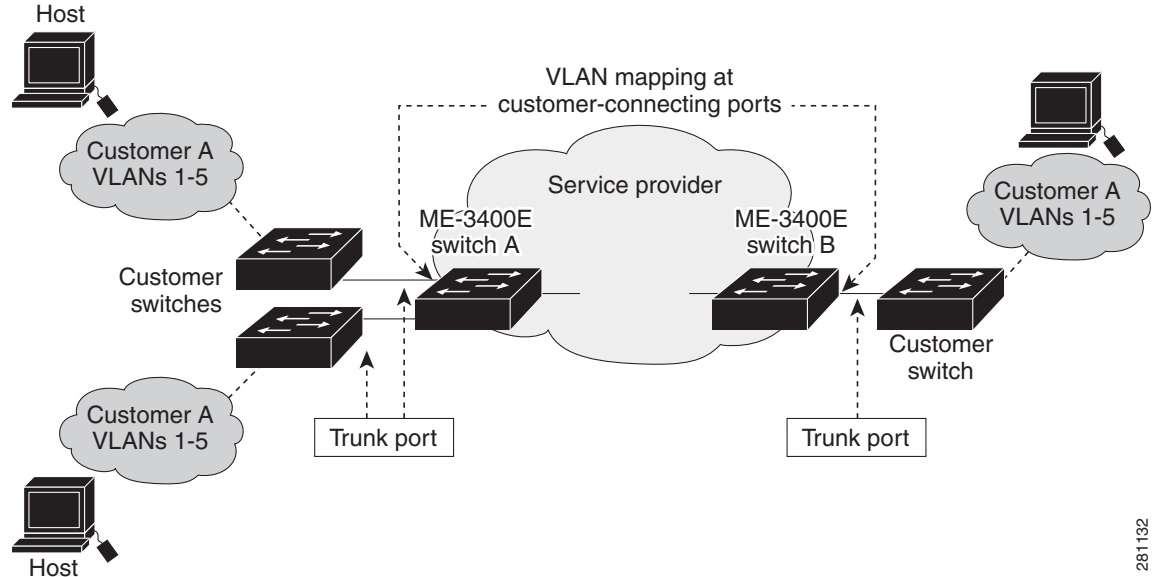 Host
VLAN mapping at
customer-connecting ports
Customer A
VLANs 1-5
Service provider
Customer A
VLANs 1-5
ME-3400E
switch A
ME-3400E
switch B
Customer
switches
Customer
switch
Customer A
VLANs 1-5
Trunk port
Trunk port
Host
281132